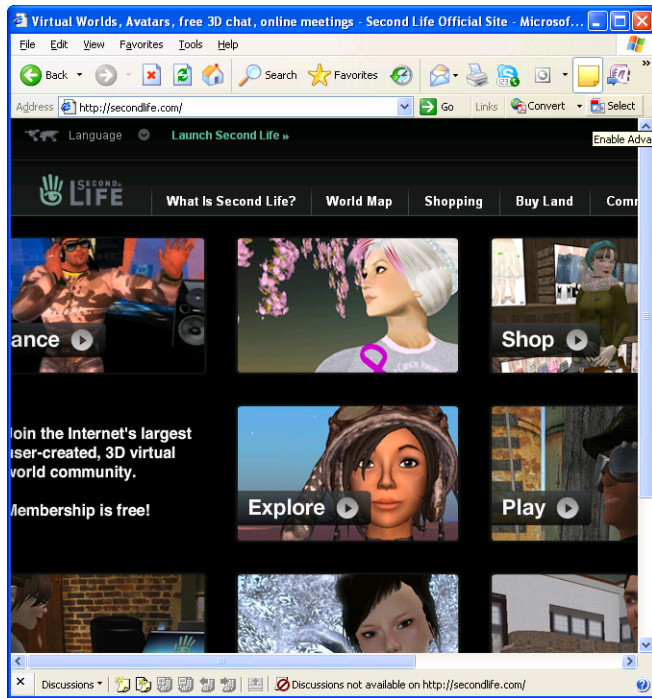 Virtual Worlds, Avatars, free 3D chat, online meetings - Second Life Official Site - Microsof...
File Edit View Favorites Tools Help
Back Search Favorites »
Address http://secondlife.com/ Go Links Convert Select
Enable Adva
Language Launch Second Life »
SECOND LIFE What Is Second Life? World Map Shopping Buy Land Comm
ance Shop
Join the Internet's largest
user-created, 3D virtual
world community.
Membership is free!
Explore Play
× Discussions Discussions not available on http://secondlife.com/